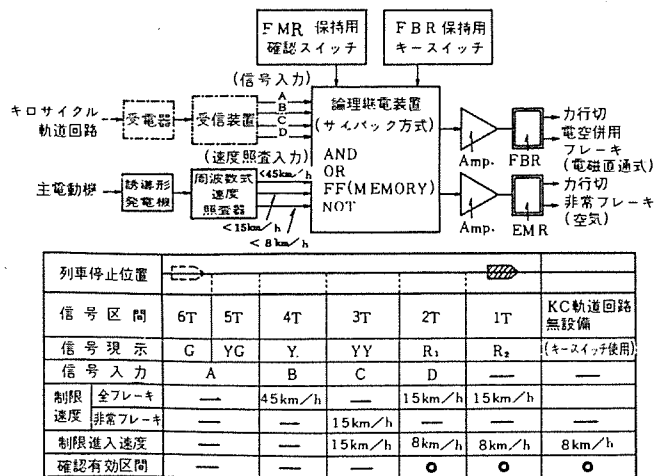 FMR 保持用
確認スイッチ
FBR 保持用
キースイッチ
(信号入力)
A
B
C
D
キロサイクル
軌道回路
受電器
受信装置
論理継電装置
(サイバック方式)
AND
OR
FF(MEMORY)
NOT
(速度照査入力)
<45km/h
<15km/h
<8km/h
主電動機
誘導形
発電機
周波数式
速度
照査器
Amp.
FBR
力行切
電空併用
ブレーキ
(電磁直通式)
Amp.
EMR
力行切
非常ブレーキ
(空気)
列車停止位置
信号区間 6T 5T 4T 3T 2T 1T KC軌道回路
無設備
信号現示 G YG Y. YY R₁ R₂ (キースイッチ使用)
信号入力 A B C D — —
制限
速度
全ブレーキ — 45km/h — 15km/h 15km/h
非常ブレーキ — — 15km/h — — —
制限進入速度 — — 15km/h 8km/h 8km/h 8km/h
確認有効区間 — — — o o o